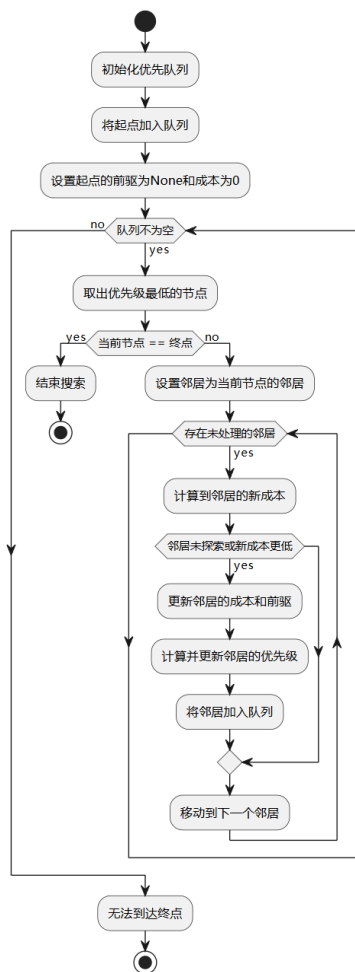 初始化优先队列
将起点加入队列
设置起点的前驱为None和成本为0
no
队列不为空
yes
取出优先级最低的节点
yes
当前节点 == 终点
no
结束搜索
设置邻居为当前节点的邻居
存在未处理的邻居
yes
计算到邻居的新成本
邻居未探索或新成本更低
yes
更新邻居的成本和前驱
计算并更新邻居的优先级
将邻居加入队列
移动到下一个邻居
无法到达终点